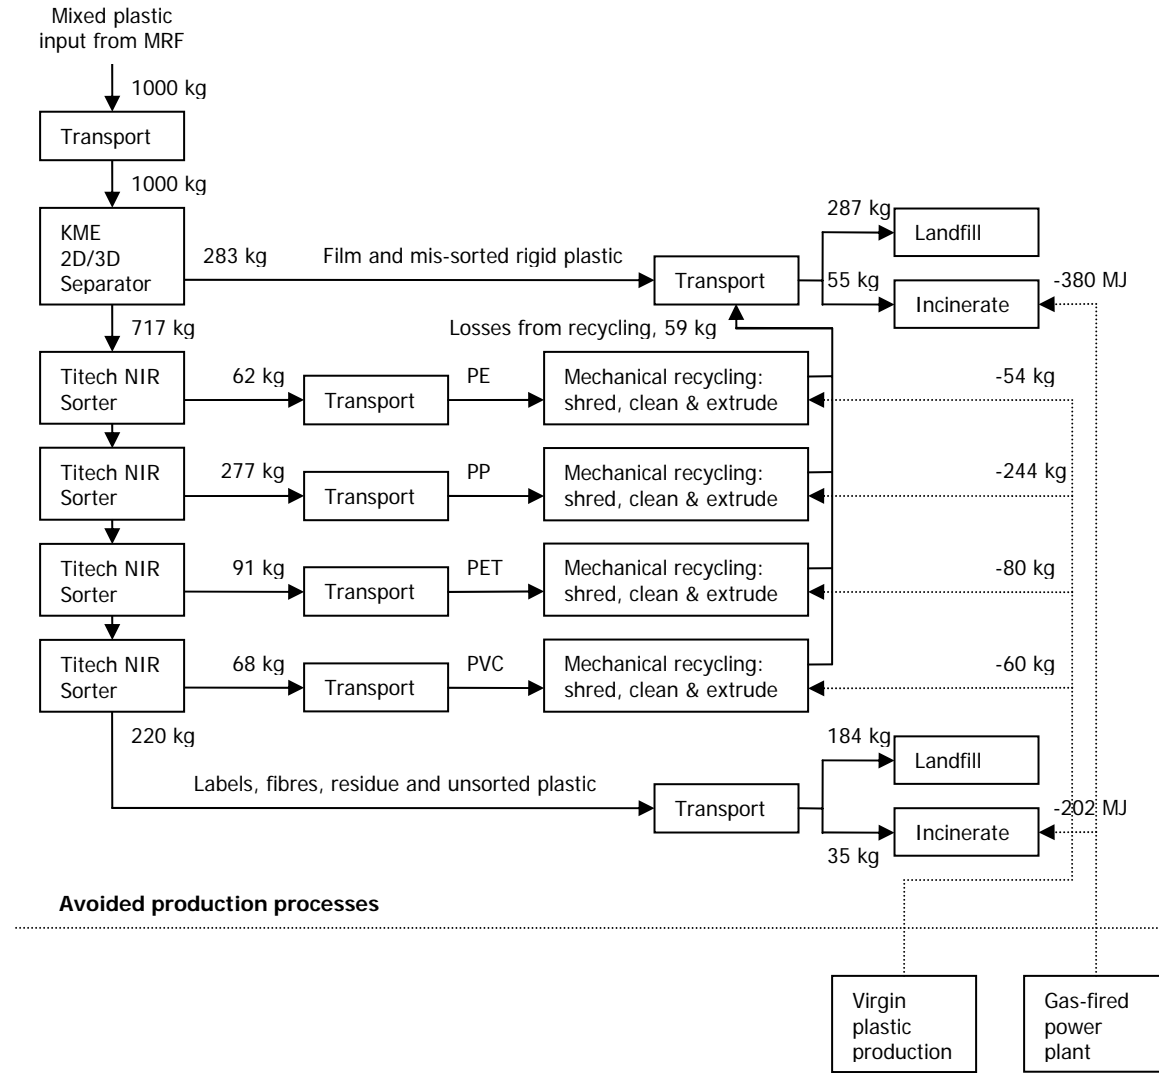 Mixed plastic
input from MRF
1000 kg
Transport
1000 kg
KME
2D/3D
Separator
283 kg
Film and mis-sorted rigid plastic
Transport
287 kg
Landfill
55 kg
Incinerate
-380 MJ
717 kg
Losses from recycling, 59 kg
Titech NIR
Sorter
62 kg
Transport
PE
Mechanical recycling:
shred, clean & extrude
-54 kg
Titech NIR
Sorter
277 kg
Transport
PP
Mechanical recycling:
shred, clean & extrude
-244 kg
Titech NIR
Sorter
91 kg
Transport
PET
Mechanical recycling:
shred, clean & extrude
-80 kg
Titech NIR
Sorter
68 kg
Transport
PVC
Mechanical recycling:
shred, clean & extrude
-60 kg
220 kg
Labels, fibres, residue and unsorted plastic
Transport
184 kg
Landfill
Incinerate
35 kg
-202 MJ
Avoided production processes
Virgin
plastic
production
Gas-fired
power
plant